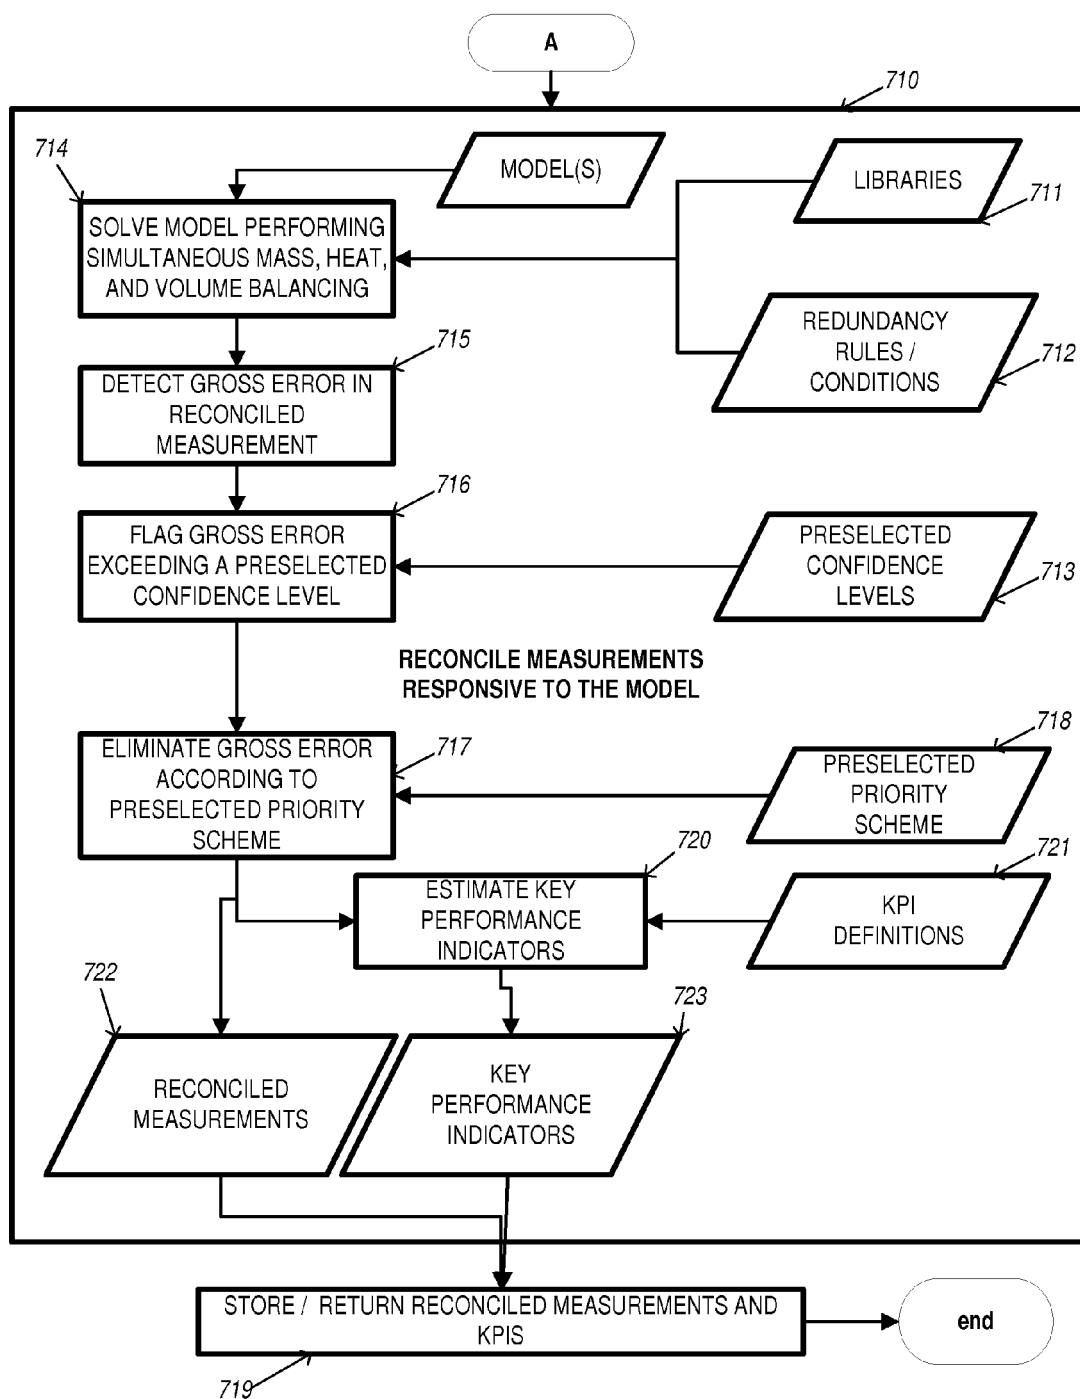 A
710
714
MODEL(S)
LIBRARIES
711
SOLVE MODEL PERFORMING
SIMULTANEOUS MASS, HEAT,
AND VOLUME BALANCING
REDUNDANCY
RULES /
CONDITIONS
712
715
DETECT GROSS ERROR IN
RECONCILED
MEASUREMENT
716
FLAG GROSS ERROR
EXCEEDING A PRESELECTED
CONFIDENCE LEVEL
PRESELECTED
CONFIDENCE
LEVELS
713
RECONCILE MEASUREMENTS
RESPONSIVE TO THE MODEL
717
ELIMINATE GROSS ERROR
ACCORDING TO
PRESELECTED PRIORITY
SCHEME
718
PRESELECTED
PRIORITY
SCHEME
720
ESTIMATE KEY
PERFORMANCE
INDICATORS
721
KPI
DEFINITIONS
722
RECONCILED
MEASUREMENTS
723
KEY
PERFORMANCE
INDICATORS
STORE / RETURN RECONCILED MEASUREMENTS AND
KPIS
719
end